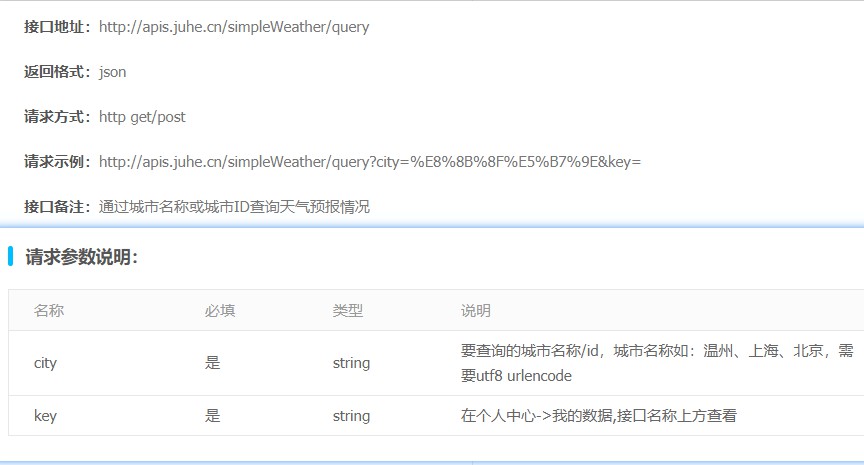 接口地址：http://apis.juhe.cn/simpleWeather/query
返回格式：json
请求方式：http get/post
请求示例：http://apis.juhe.cn/simpleWeather/query?city=%E8%8B%8F%E5%B7%9E&key=
接口备注：通过城市名称或城市ID查询天气预报情况
请求参数说明：
名称 必填 类型 说明
city 是 string 要查询的城市名称/id，城市名称如：温州、上海、北京，需
要utf8 urlencode
key 是 string 在个人中心->我的数据,接口名称上方查看